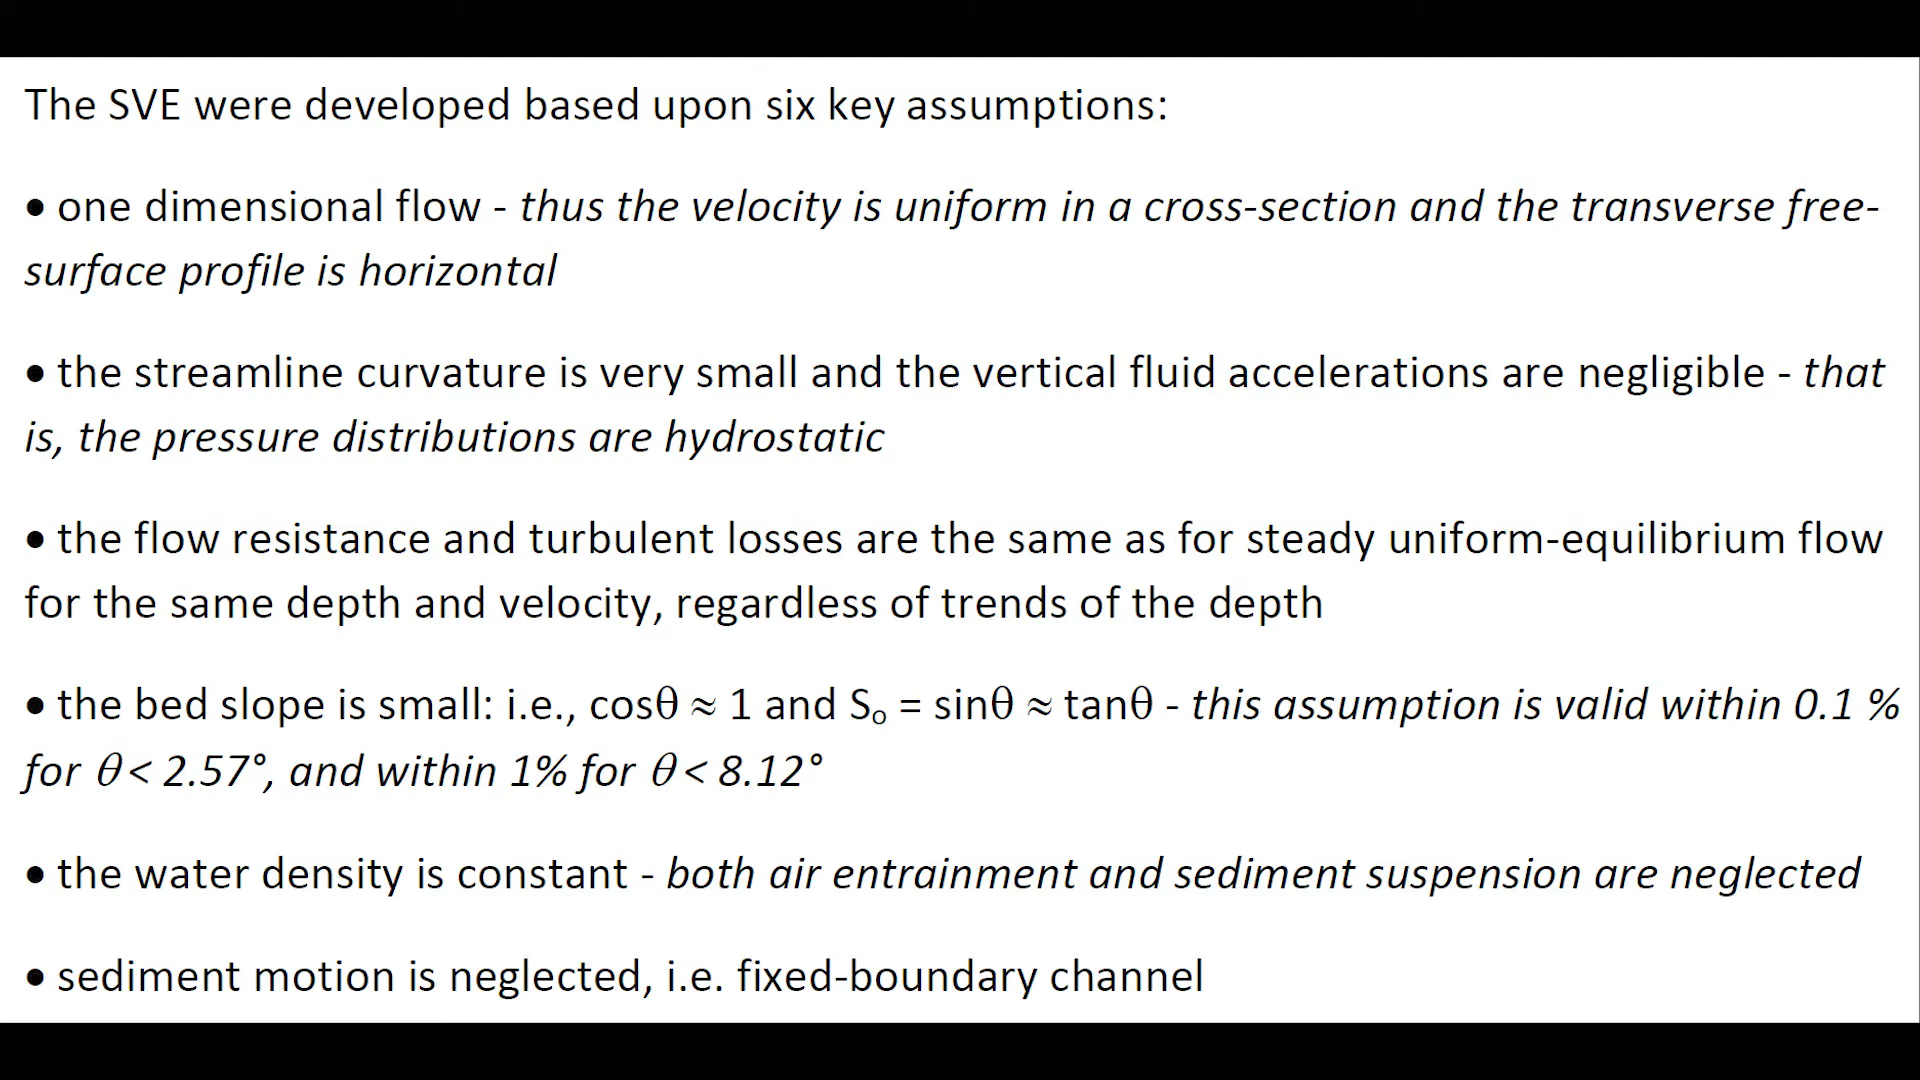 The SVE were developed based upon six key assumptions:
• one dimensional flow - thus the velocity is uniform in a cross-section and the transverse free-
surface profile is horizontal
• the streamline curvature is very small and the vertical fluid accelerations are negligible - that
is, the pressure distributions are hydrostatic
• the flow resistance and turbulent losses are the same as for steady uniform-equilibrium flow
for the same depth and velocity, regardless of trends of the depth
• the bed slope is small: i.e., cosθ ≈ 1 and Sₒ = sinθ ≈ tanθ - this assumption is valid within 0.1 %
for θ < 2.57°, and within 1% for θ < 8.12°
• the water density is constant - both air entrainment and sediment suspension are neglected
• sediment motion is neglected, i.e. fixed-boundary channel